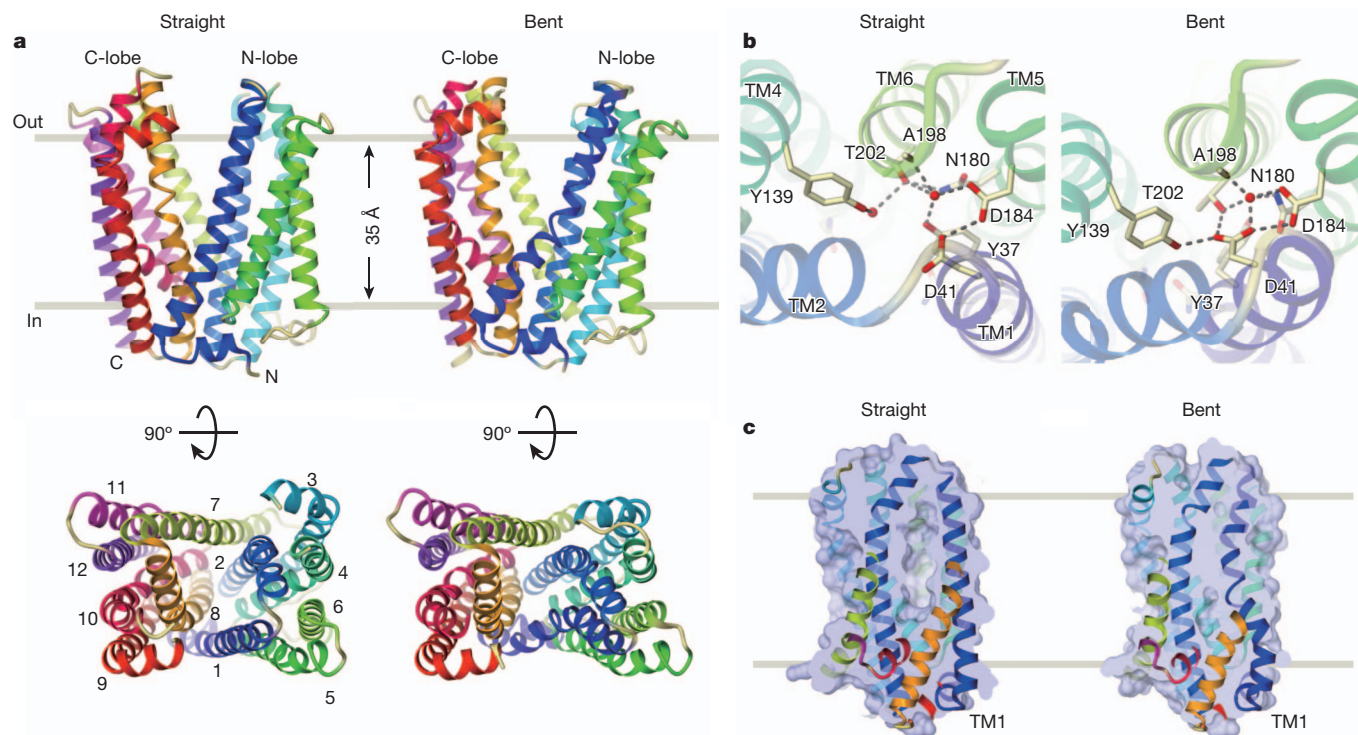 a
Straight
Bent
C-lobe
N-lobe
C-lobe
N-lobe
Out
35 Å
In
C
N
90º
90º
11
7
3
12
2
4
10
8
6
9
1
5
b
Straight
Bent
TM4
TM6
TM5
A198
T202
N180
Y139
D184
Y37
D41
TM2
TM1
A198
N180
T202
Y139
D184
Y37
D41
c
Straight
Bent
TM1
TM1